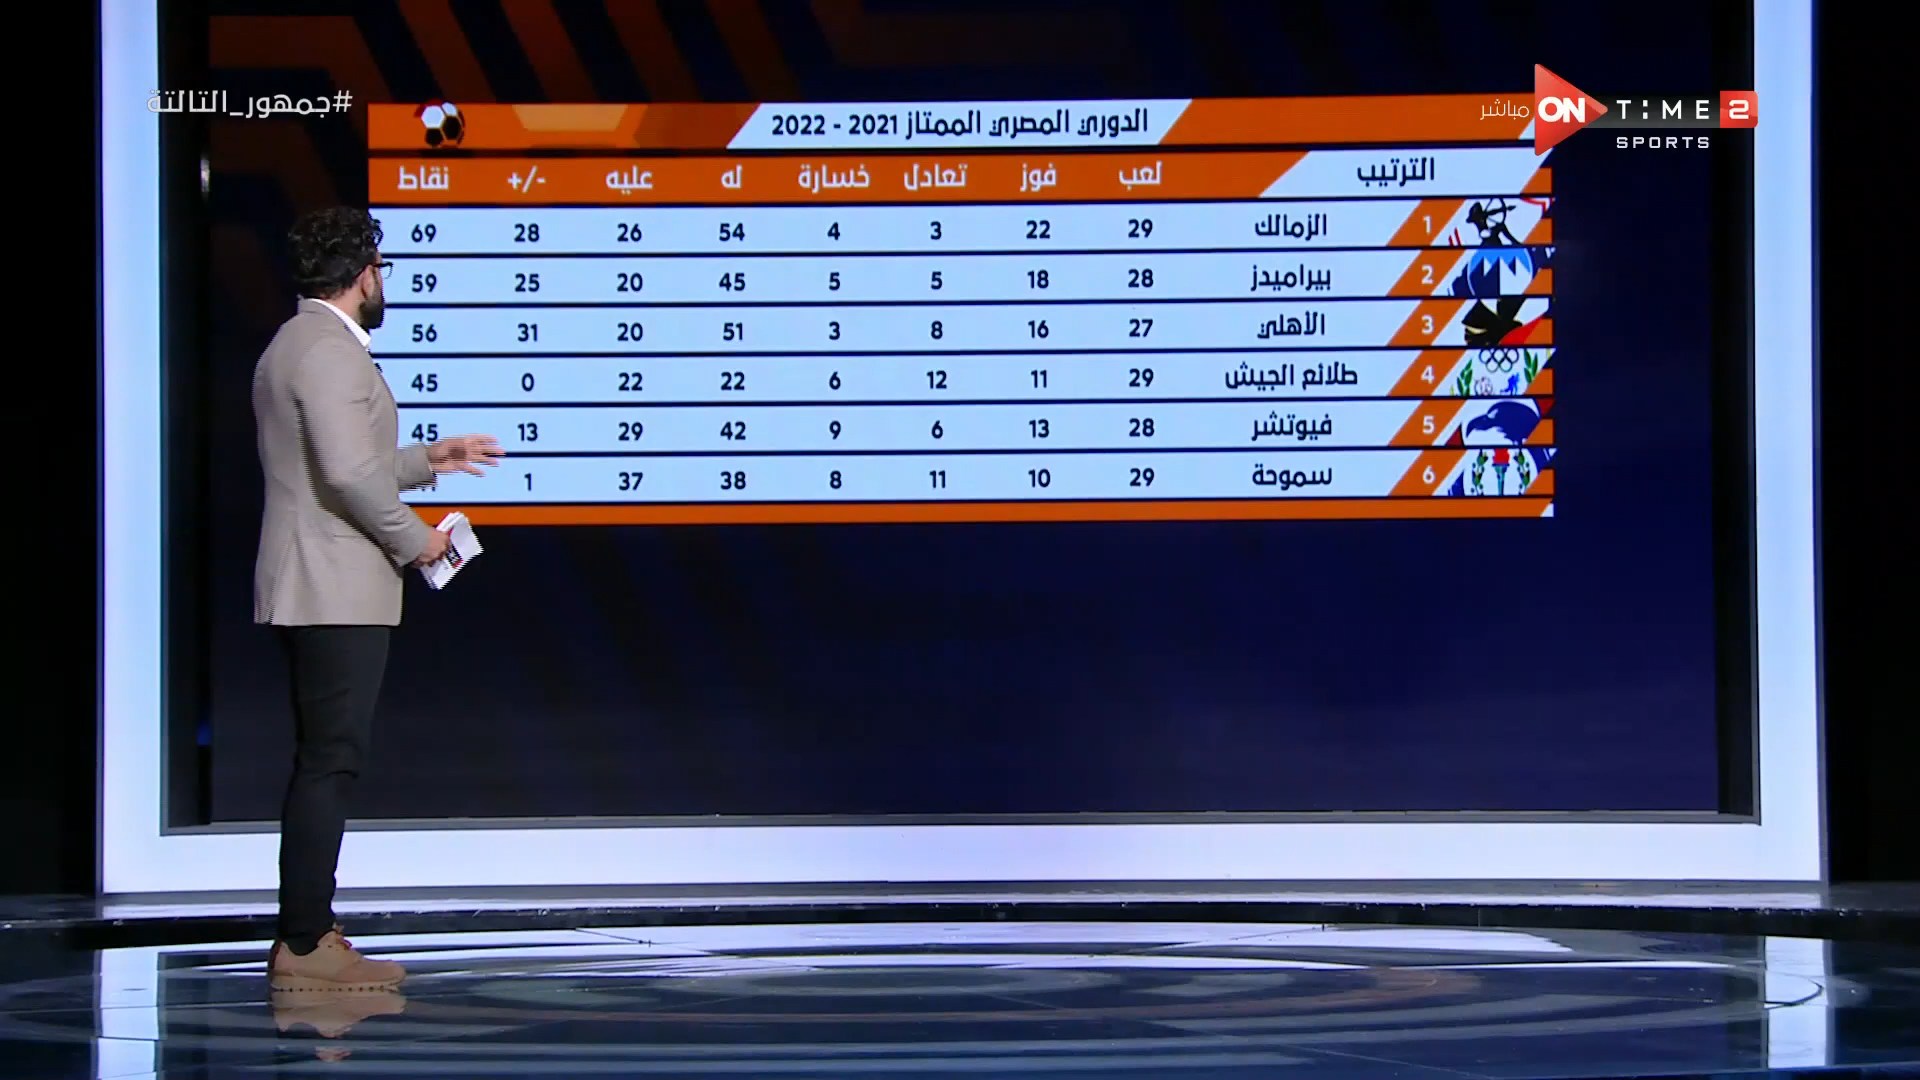 #جمهور_التالتة
مباشر ON TIME 2
SPORTS
الدوري المصري الممتاز 2021 - 2022
الترتيب لعب فوز تعادل خسارة له عليه +/- نقاط
1 الزمالك 29 22 3 4 54 26 28 69
2 بيراميدز 28 18 5 5 45 20 25 59
3 الأهلي 27 16 8 3 51 20 31 56
4 طلائع الجيش 29 11 12 6 22 22 0 45
5 فيوتشر 28 13 6 9 42 29 13 45
6 سموحة 29 10 11 8 38 37 1